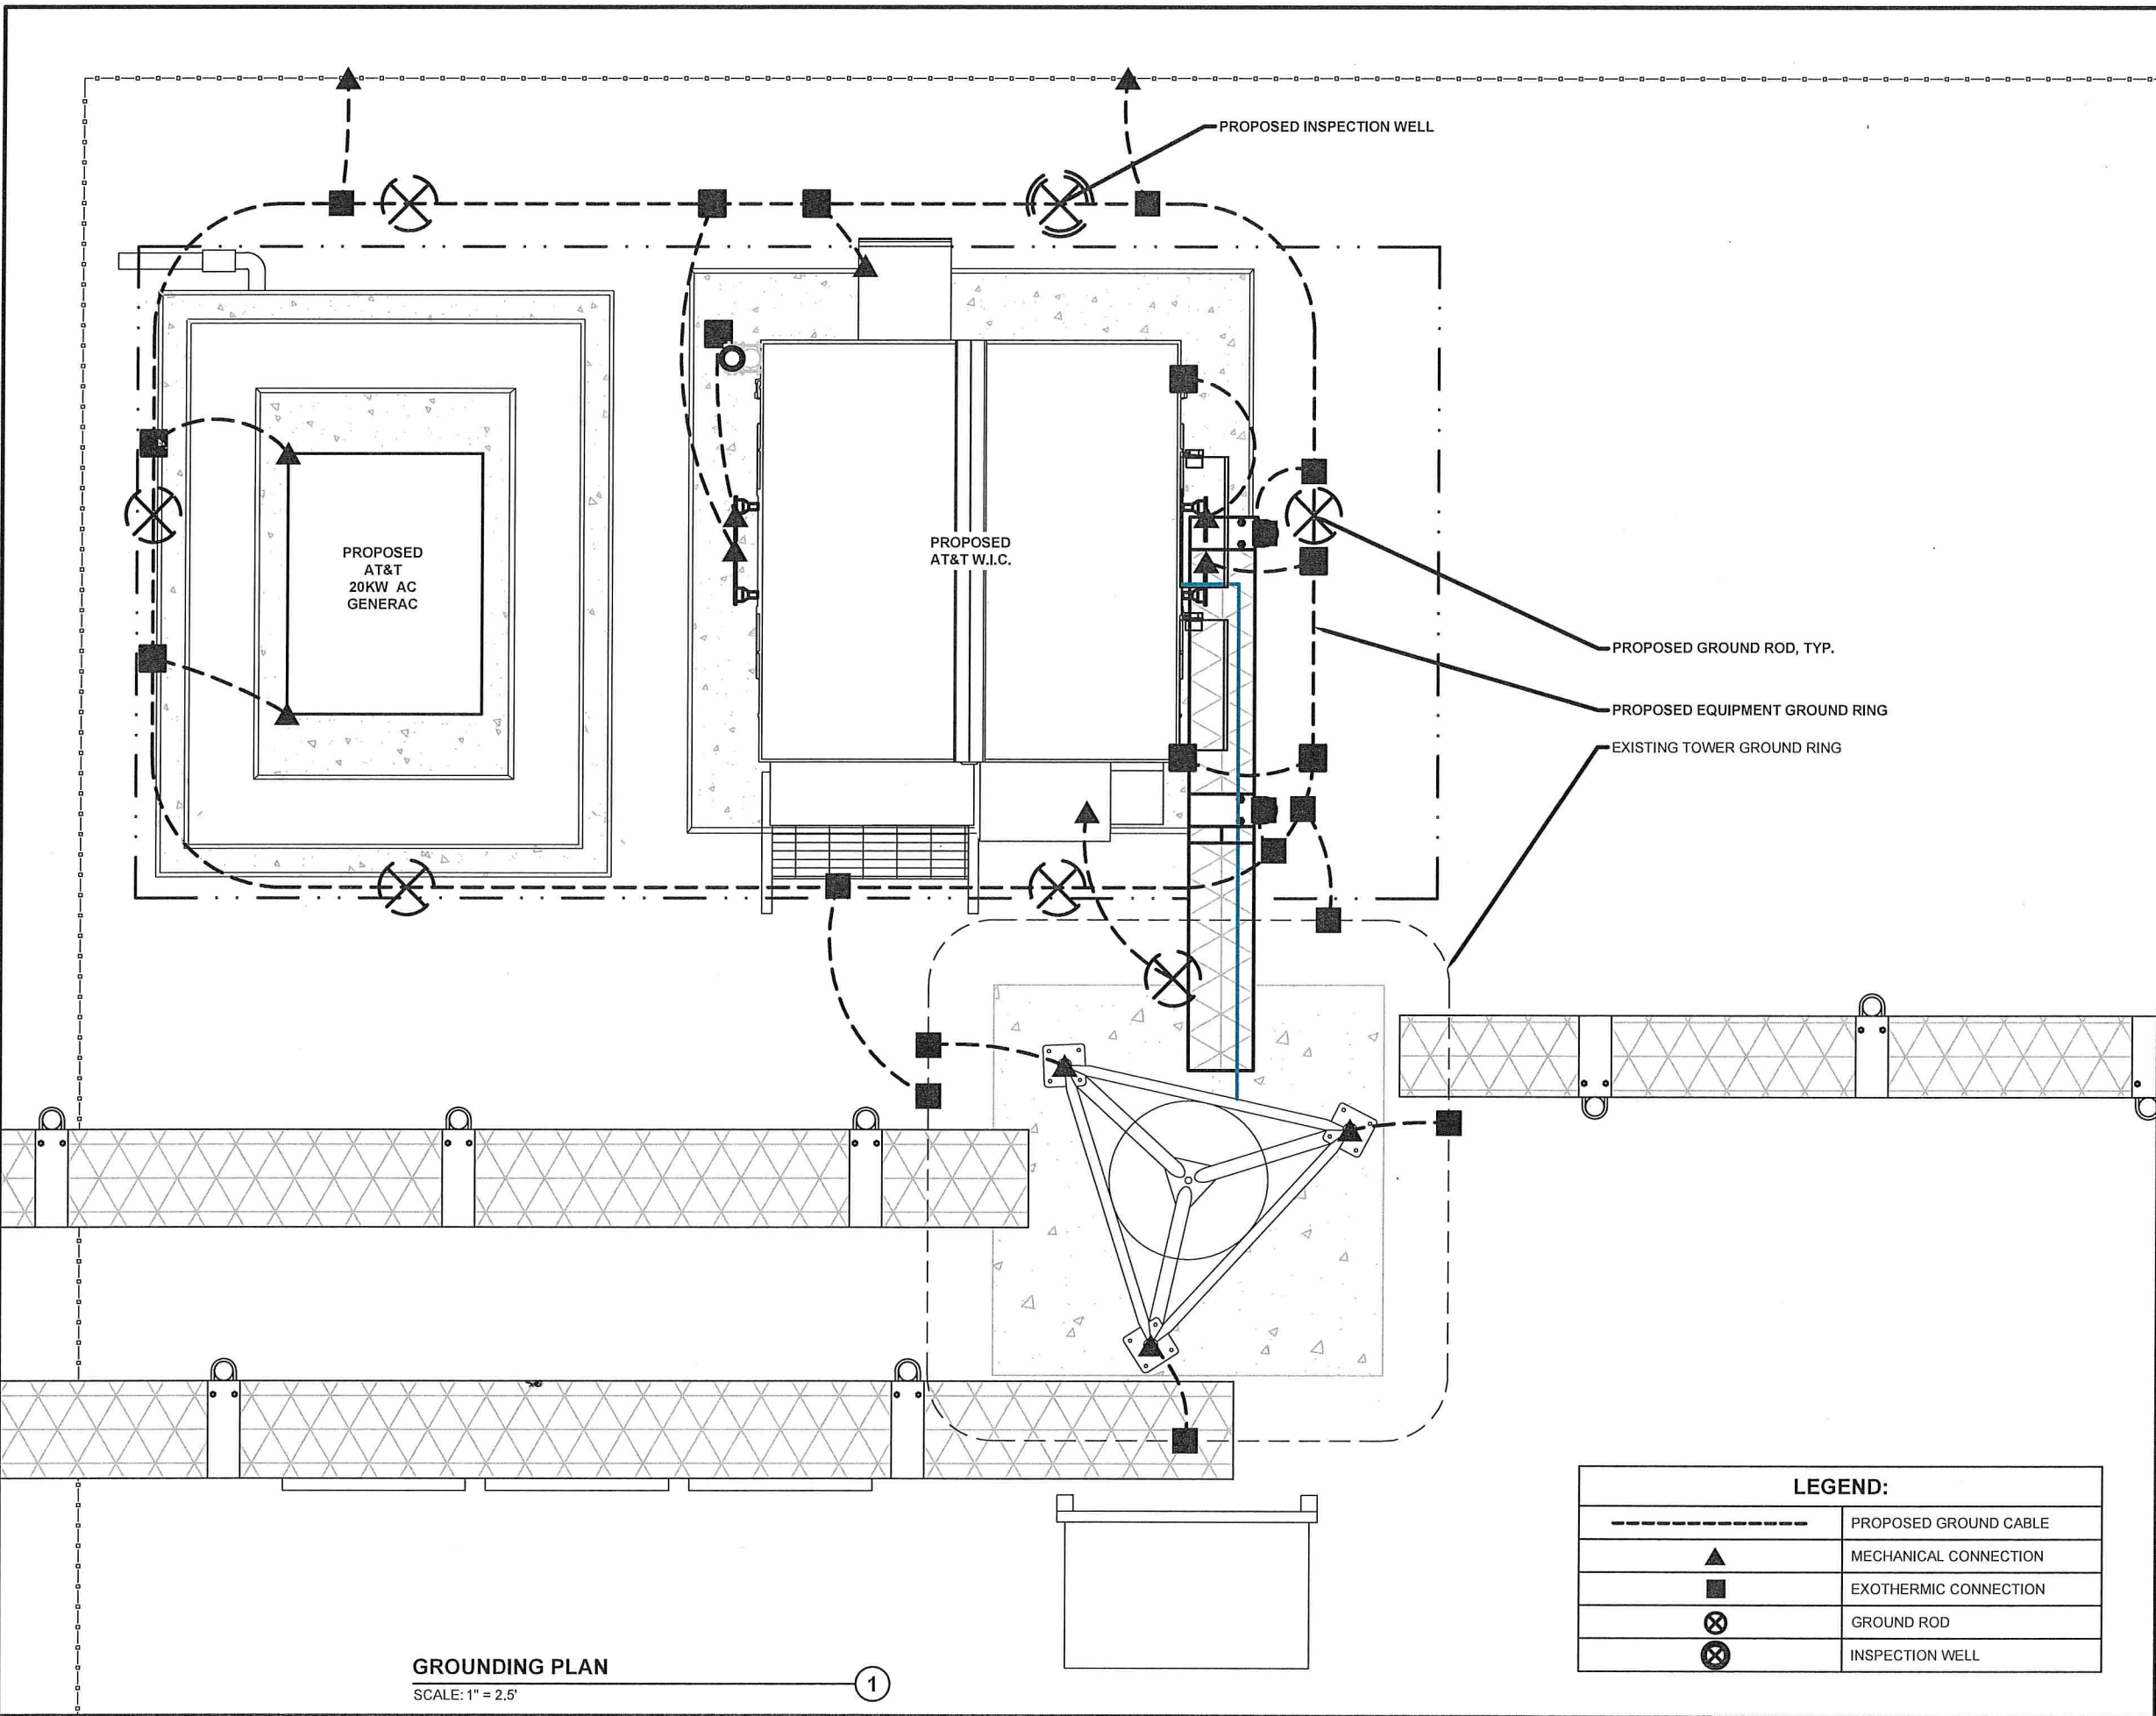 PROPOSED INSPECTION WELL
PROPOSED
AT&T
20KW AC
GENERAC
PROPOSED
AT&T W.I.C.
PROPOSED GROUND ROD, TYP.
PROPOSED EQUIPMENT GROUND RING
EXISTING TOWER GROUND RING
LEGEND:
PROPOSED GROUND CABLE
MECHANICAL CONNECTION
EXOTHERMIC CONNECTION
GROUND ROD
INSPECTION WELL
GROUNDING PLAN
SCALE: 1" = 2.5'
1